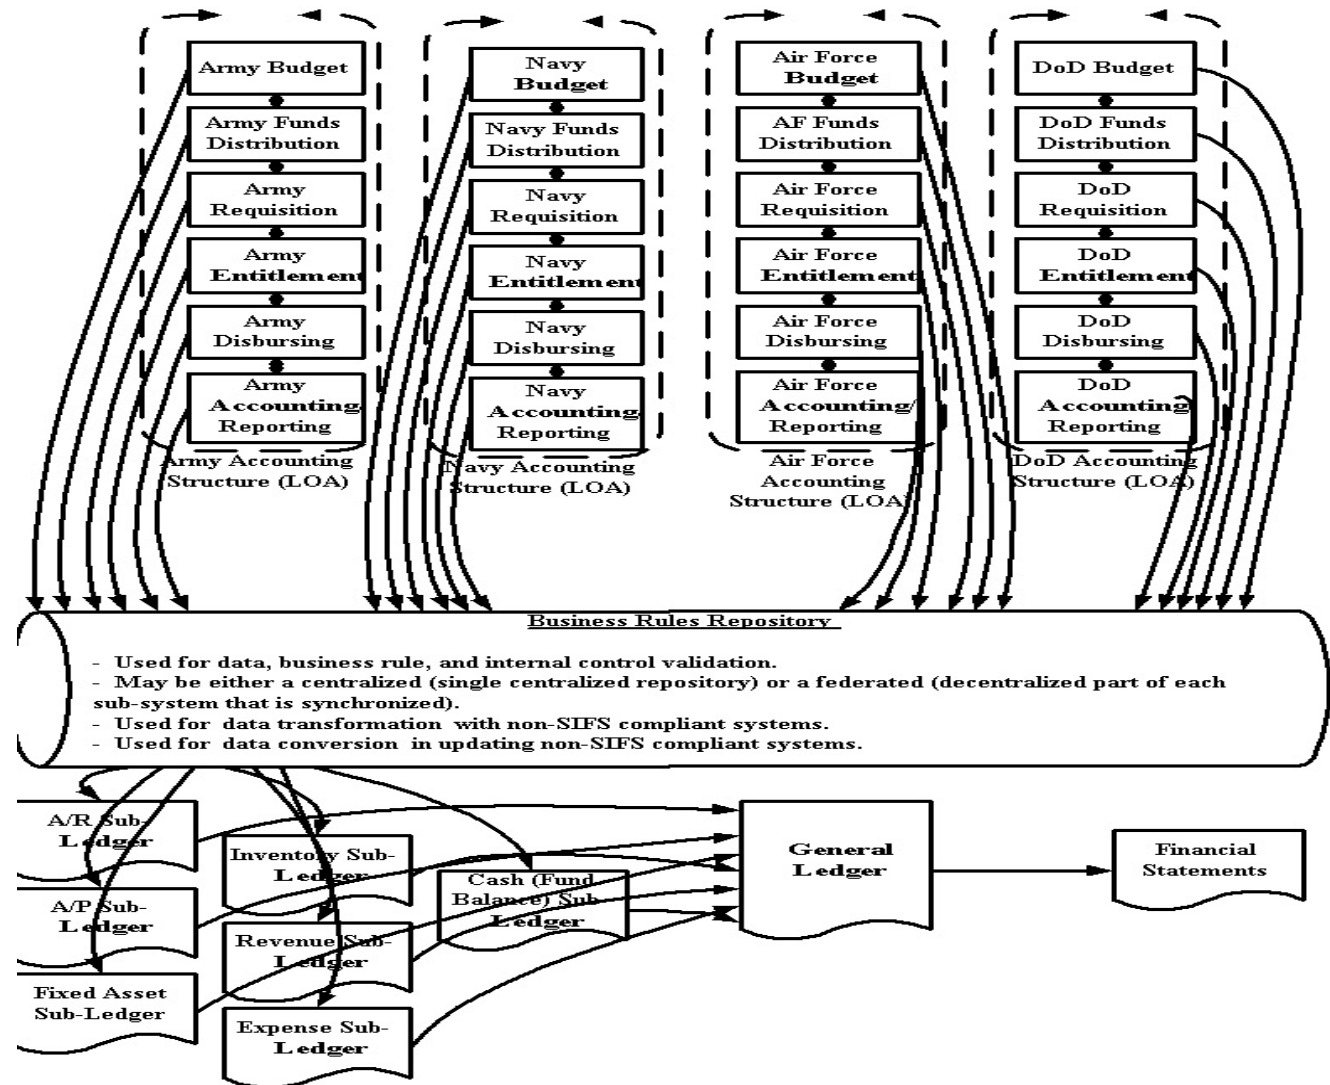 Army Budget
Army Funds
Distribution
Army
Requisition
Army
Entitlement
Army
Disbursing
Army
Accounting/
Reporting
Army Accounting
Structure (LOA)
Navy
Budget
Navy Funds
Distribution
Navy
Requisition
Navy
Entitlement
Navy
Disbursing
Navy
Accounting/
Reporting
Navy Accounting
Structure (LOA)
Air Force
Budget
AF Funds
Distribution
Air Force
Requisition
Air Force
Entitlement
Air Force
Disbursing
Air Force
Accounting/
Reporting
Air Force
Accounting
Structure (LOA)
DoD Budget
DoD Funds
Distribution
DoD
Requisition
DoD
Entitlement
DoD
Disbursing
DoD
Accounting/
Reporting
DoD Accounting
Structure (LOA)
Business Rules Repository
- Used for data, business rule, and internal control validation.
- May be either a centralized (single centralized repository) or a federated (decentralized part of each
sub-system that is synchronized).
- Used for data transformation with non-SIFS compliant systems.
- Used for data conversion in updating non-SIFS compliant systems.
A/R Sub-
Ledger
A/P Sub-
Ledger
Fixed Asset
Sub-Ledger
Inventory Sub-
Ledger
Revenue Sub-
Ledger
Expense Sub-
Ledger
Cash (Fund
Balance) Sub-
Ledger
General
Ledger
Financial
Statements